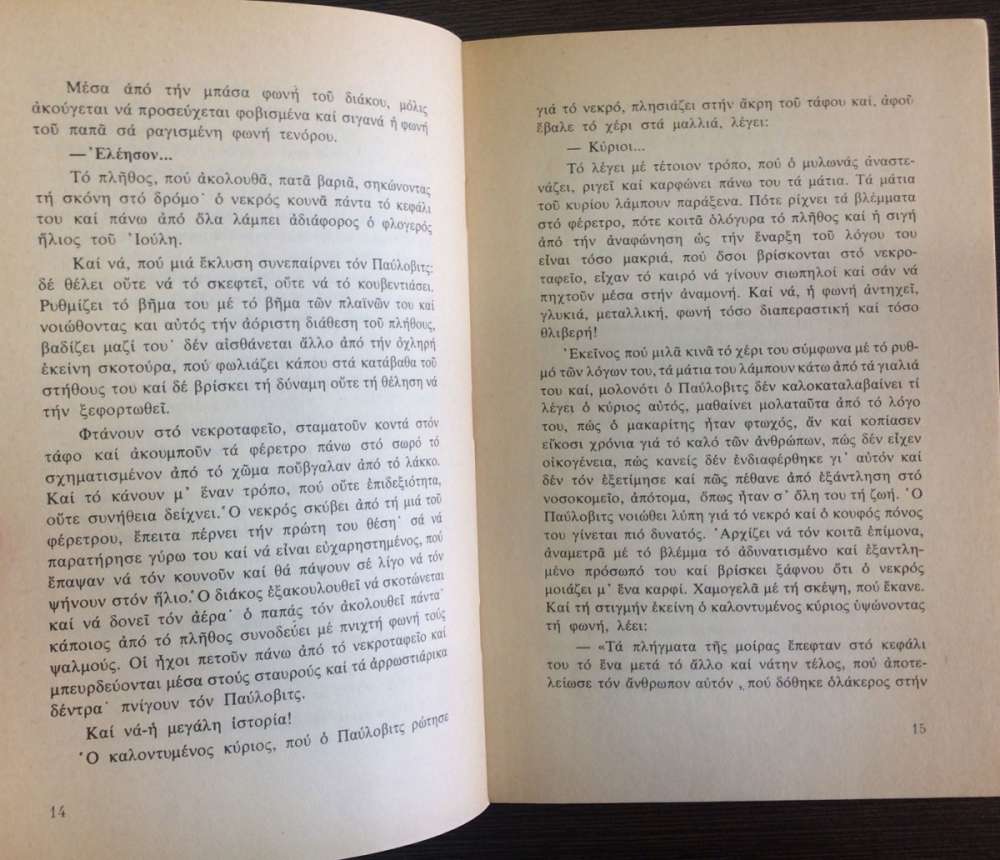 Μέσα ἀπό τήν μπάσα φωνή τοῦ διάκου, μόλις
ἀκούγεται νά προσεύχεται φοβισμένα καί σιγανά ἡ φωνή
τοῦ παπᾶ σά ραγισμένη φωνή τενόρου.
— Ἐλέησον...
Τό πλῆθος, πού ἀκολουθᾶ, πατᾶ βαριά, σηκώνοντας
τή σκόνη στό δρόμο· ὁ νεκρός κουνᾶ πάντα τό κεφάλι
του καί πάνω ἀπό ὅλα λάμπει ἀδιάφορος ὁ φλογερός
ἥλιος τοῦ Ἰούλη.
Καί νά, πού μιά ἔκλυση συνεπαίρνει τόν Παύλοβιτς:
δέ θέλει οὔτε νά τό σκεφτεῖ, οὔτε νά τό κουβεντιάσει.
Ρυθμίζει τό βῆμα του μέ τό βῆμα τῶν πλαϊνῶν του καί
νοιώθοντας και αὐτός τήν ἀόριστη διάθεση τοῦ πλήθους,
βαδίζει μαζί του· δέν αἰσθάνεται ἄλλο ἀπό τήν ὀχληρή
ἐκείνη σκοτούρα, πού φωλιάζει κάπου στά κατάβαθα τοῦ
στήθους του καί δέ βρίσκει τή δύναμη οὔτε τή θέληση νά
τήν ξεφορτωθεῖ.
Φτάνουν στό νεκροταφεῖο, σταματοῦν κοντά στόν
τάφο καί ἀκουμποῦν τά φέρετρο πάνω στό σωρό τό
σχηματισμένον ἀπό τό χῶμα ποὔβγαλαν ἀπό τό λάκκο.
Καί τό κάνουν μ' ἕναν τρόπο, πού οὔτε ἐπιδεξιότητα,
οὔτε συνήθεια δείχνει. Ὁ νεκρός σκύβει ἀπό τή μιά τοῦ
φέρετρου, ἔπειτα πέρνει τήν πρώτη του θέση· σά νά
παρατήρησε γύρω του καί νά εἶναι εὐχαρηστημένος, πού
ἔπαψαν νά τόν κουνοῦν καί θά πάψουν σέ λίγο νά τόν
ψήνουν στόν ἥλιο. Ὁ διάκος ἐξακουλουθεῖ νά σκοτώνεται
καί νά δονεῖ τόν ἀέρα· ὁ παπάς τόν ἀκολουθεῖ πάντα·
κάποιος ἀπό τό πλῆθος συνοδεύει μέ πνιχτή φωνή τούς
ψαλμούς. Οἱ ἦχοι πετοῦν πάνω ἀπό τό νεκροταφεῖο καί
μπευρδεύονται μέσα στούς σταυρούς καί τά ἀρρωστιάρικα
δέντρα· πνίγουν τόν Παύλοβιτς.
Καί νά-ἡ μεγάλη ἱστορία!
Ὁ καλοντυμένος κύριος, πού ὁ Παύλοβιτς ρώτησε
14
γιά τό νεκρό, πλησιάζει στήν ἄκρη τοῦ τάφου καί, ἀφοῦ
ἔβαλε τό χέρι στά μαλλιά, λέγει:
— Κύριοι...
Τό λέγει μέ τέτοιον τρόπο, πού ὁ μυλωνάς ἀναστε-
νάζει, ριγεῖ καί καρφώνει πάνω του τά μάτια. Τά μάτια
τοῦ κυρίου λάμπουν παράξενα. Πότε ρίχνει τά βλέμματα
στό φέρετρο, πότε κοιτᾶ ὁλόγυρα τό πλῆθος καί ἡ σιγή
ἀπό τήν ἀναφώνηση ὡς τήν ἔναρξη τοῦ λόγου του
εἶναι τόσο μακριά, πού ὅσοι βρίσκονται στό νεκρο-
ταφεῖο, εἶχαν τό καιρό νά γίνουν σιωπηλοί καί σάν νά
πηχτοῦν μέσα στήν ἀναμονή. Καί νά, ἡ φωνή ἀντηχεῖ,
γλυκιά, μεταλλική, φωνή τόσο διαπεραστική καί τόσο
θλιβερή!
Ἐκεῖνος πού μιλᾶ κινᾶ τό χέρι του σύμφωνα μέ τό ρυθ-
μό τῶν λόγων του, τά μάτια του λάμπουν κάτω ἀπό τά γιαλιά
του καί, μολονότι ὁ Παύλοβιτς δέν καλοκαταλαβαίνει τί
λέγει ὁ κύριος αὐτός, μαθαίνει μολαταῦτα ἀπό τό λόγο
του, πώς ὁ μακαρίτης ἦταν φτωχός, ἄν καί κοπίασεν
εἴκοσι χρόνια γιά τό καλό τῶν ἀνθρώπων, πώς δέν εἶχεν
οἰκογένεια, πώς κανείς δέν ἐνδιαφέρθηκε γι' αὐτόν καί
δέν τόν ἐξετίμησε καί πώς πέθανε ἀπό ἐξάντληση στό
νοσοκομεῖο, ἀπότομα, ὅπως ἦταν σ' ὅλη του τή ζωή. Ὁ
Παύλοβιτς νοιώθει λύπη γιά τό νεκρό καί ὁ κουφός πόνος
του γίνεται πιό δυνατός. Ἀρχίζει νά τόν κοιτᾶ ἐπίμονα,
ἀναμετρᾶ μέ τό βλέμμα τό ἀδυνατισμένο καί ἐξαντλη-
μένο πρόσωπό του καί βρίσκει ξάφνου ὅτι ὁ νεκρός
μοιάζει μ' ἕνα καρφί. Χαμογελᾶ μέ τή σκέψη, πού ἔκανε.
Καί τή στιγμήν ἐκείνη ὁ καλοντυμένος κύριος ὑψώνοντας
τή φωνή, λέει:
— «Τά πλήγματα τῆς μοίρας ἔπεφταν στό κεφάλι
του τό ἕνα μετά τό ἄλλο καί νάτην τέλος, πού ἀποτε-
λείωσε τόν ἄνθρωπον αὐτόν, πού δόθηκε ὁλάκερος στήν
15